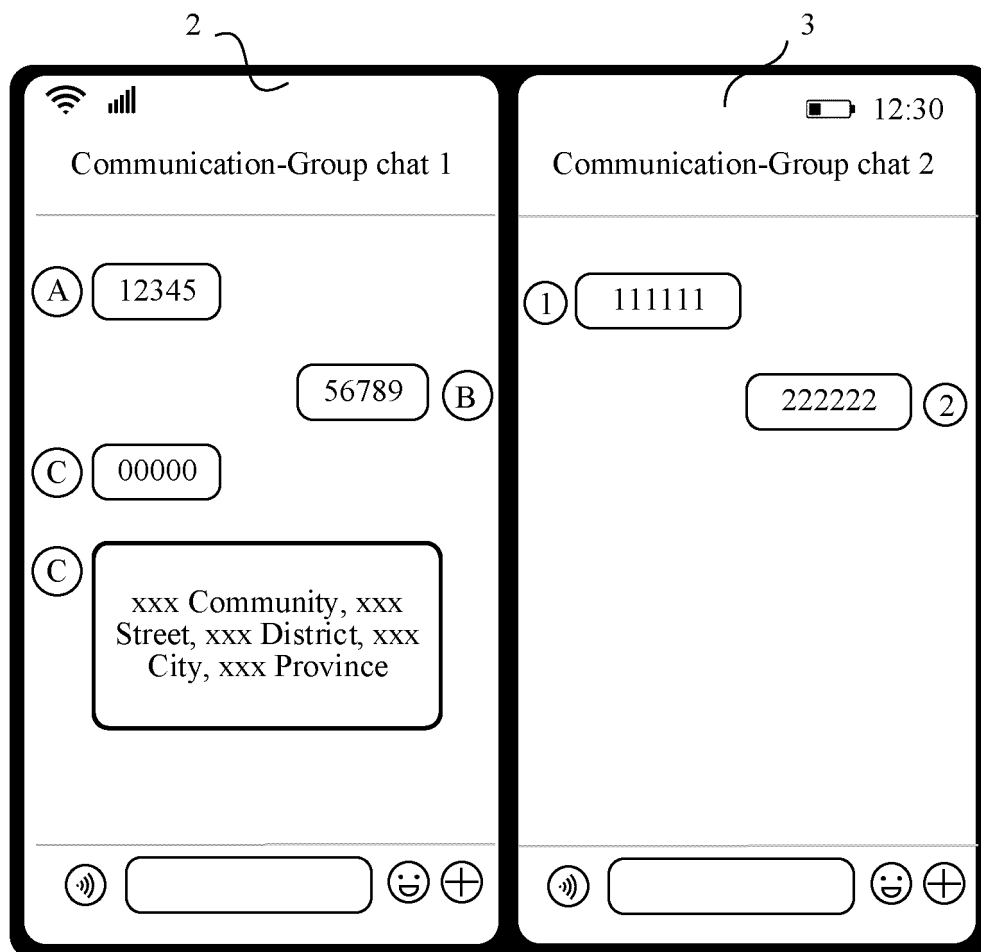 2
3
12:30
Communication-Group chat 1
Communication-Group chat 2
A
12345
56789
B
C
00000
C
xxx Community, xxx
Street, xxx District, xxx
City, xxx Province
1
111111
222222
2